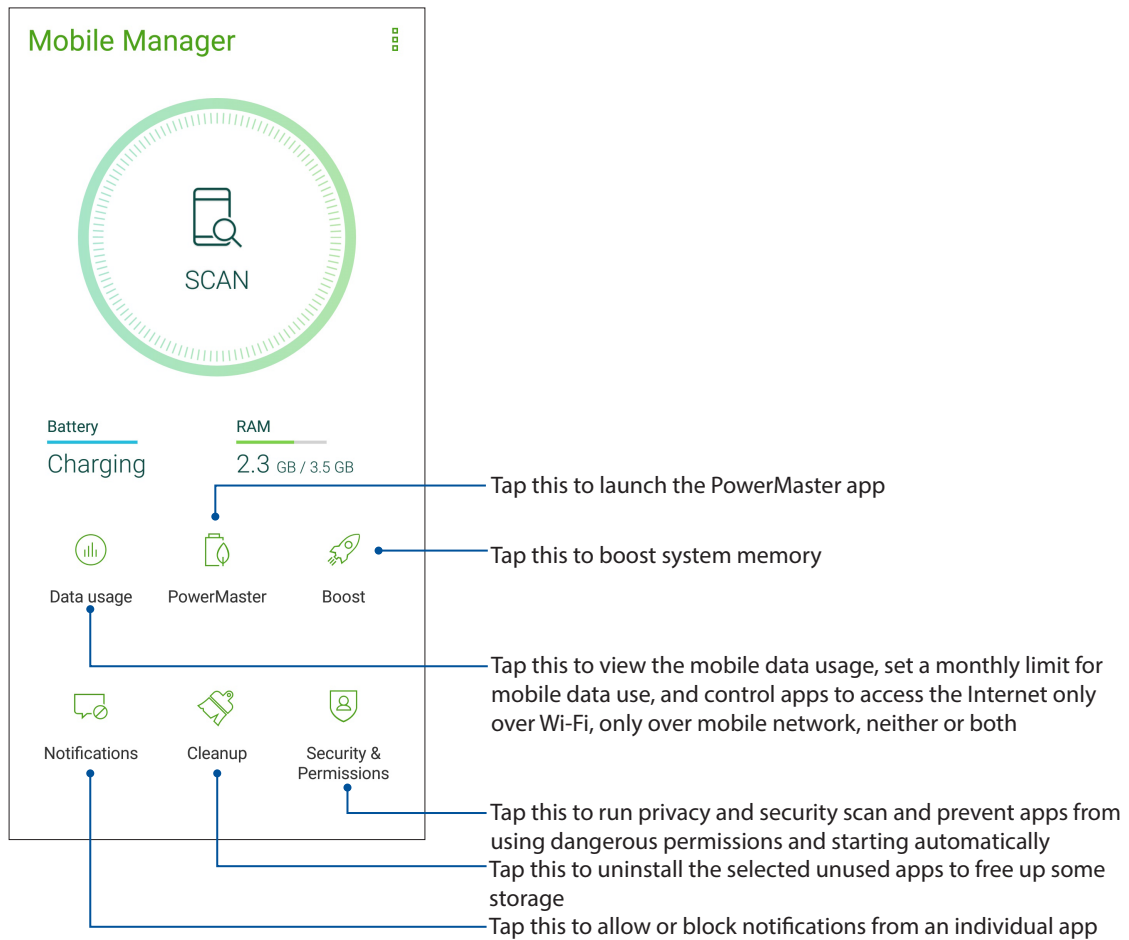 Mobile Manager
SCAN
Battery
RAM
Charging
2.3 GB / 3.5 GB
Tap this to launch the PowerMaster app
Tap this to boost system memory
Data usage
PowerMaster
Boost
Tap this to view the mobile data usage, set a monthly limit for
mobile data use, and control apps to access the Internet only
over Wi-Fi, only over mobile network, neither or both
Notifications
Cleanup
Security &
Permissions
Tap this to run privacy and security scan and prevent apps from
using dangerous permissions and starting automatically
Tap this to uninstall the selected unused apps to free up some
storage
Tap this to allow or block notifications from an individual app